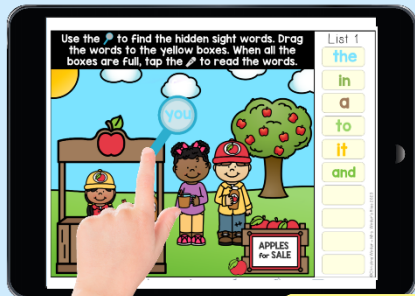 Use the to find the hidden sight words. Drag
the words to the yellow boxes. When all the
boxes are full, tap the to read the words.
List 1
the
in
a
to
it
and
you
APPLES
for SALE